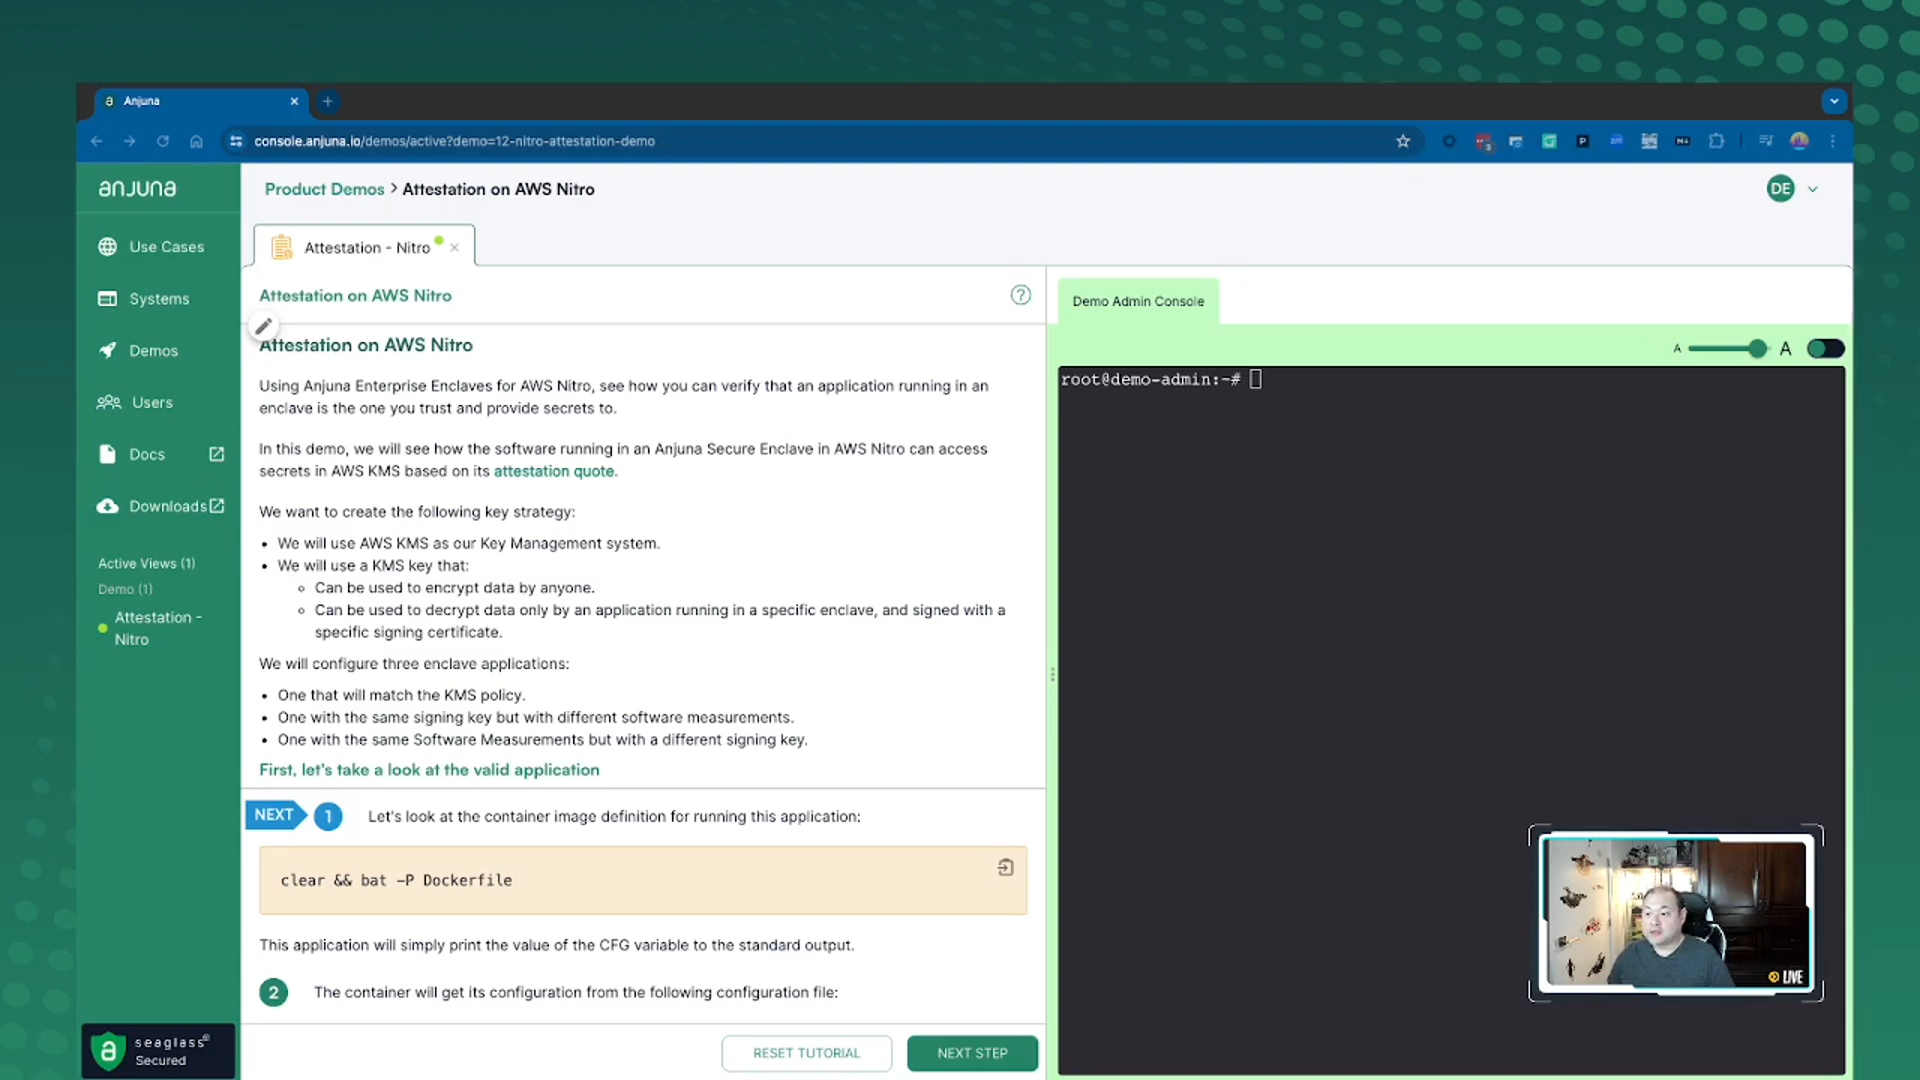 Anjuna
console.anjuna.io/demos/active?demo=12-nitro-attestation-demo
anjuna
Product Demos > Attestation on AWS Nitro
DE
Use Cases
Systems
Demos
Users
Docs
Downloads
Active Views (1)
Demo (1)
Attestation -
Nitro
seaglass®
Secured
Attestation - Nitro
Attestation on AWS Nitro
Attestation on AWS Nitro
Using Anjuna Enterprise Enclaves for AWS Nitro, see how you can verify that an application running in an
enclave is the one you trust and provide secrets to.
In this demo, we will see how the software running in an Anjuna Secure Enclave in AWS Nitro can access
secrets in AWS KMS based on its attestation quote.
We want to create the following key strategy:
• We will use AWS KMS as our Key Management system.
• We will use a KMS key that:
◦ Can be used to encrypt data by anyone.
◦ Can be used to decrypt data only by an application running in a specific enclave, and signed with a
specific signing certificate.
We will configure three enclave applications:
• One that will match the KMS policy.
• One with the same signing key but with different software measurements.
• One with the same Software Measurements but with a different signing key.
First, let's take a look at the valid application
NEXT 1 Let's look at the container image definition for running this application:
clear && bat -P Dockerfile
This application will simply print the value of the CFG variable to the standard output.
2 The container will get its configuration from the following configuration file:
RESET TUTORIAL
NEXT STEP
Demo Admin Console
A A
root@demo-admin:~#
LIVE